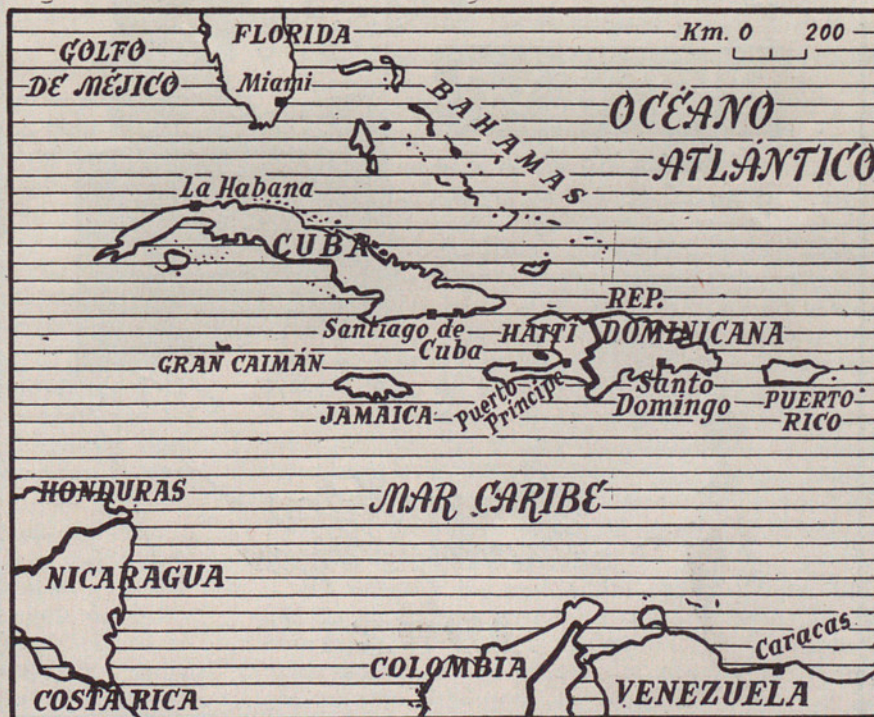 FLORIDA
Km. 0 200
GOLFO
DE MÉJICO
Miami
BAHAMAS
OCÉANO
ATLÁNTICO
La Habana
CUBA
REP.
DOMINICANA
HAITÍ
Santiago de
Cuba
GRAN CAIMÁN
JAMAICA
Puerto
Príncipe
Santo
Domingo
PUERTO
RICO
HONDURAS
MAR CARIBE
NICARAGUA
COSTA RICA
COLOMBIA
VENEZUELA
Caracas